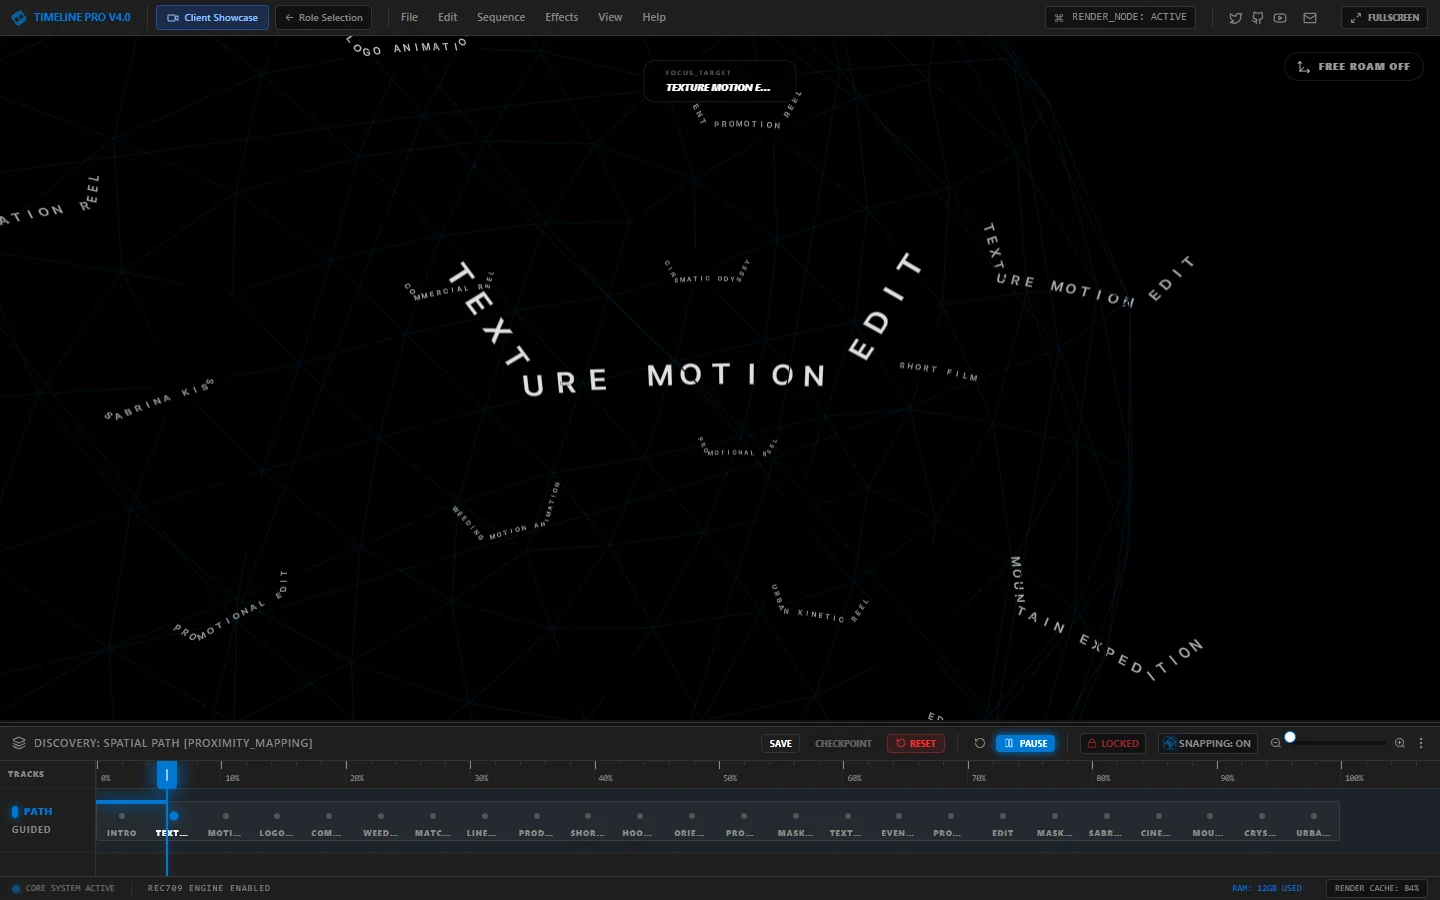 TIMELINE PRO V4.0
Client Showcase
Role Selection
File Edit Sequence Effects View Help
RENDER_NODE: ACTIVE
FULLSCREEN
LOGO ANIMATIO
FOCUS_TARGET
TEXTURE MOTION E...
FREE ROAM OFF
ENT PROMOTION REEL
ATION REEL
TEXTURE MOTION EDIT
COMMERCIAL REEL
CINEMATIC ODYSSEY
TEXTURE MOTION EDIT
SHORT FILM
SABRINA KISS
PROMOTIONAL REEL
WEEDING MOTION ANIMATION
PROMOTIONAL EDIT
URBAN KINETIC REEL
MOUNTAIN EXPEDITION
ED
DISCOVERY: SPATIAL PATH [PROXIMITY_MAPPING]
SAVE
CHECKPOINT
RESET
PAUSE
LOCKED
SNAPPING: ON
TRACKS
0% 10% 20% 30% 40% 50% 60% 70% 80% 90% 100%
PATH
GUIDED
INTRO TEXT... MOTI... LOGO... COM... WEED... MATC... LINE... PROD... SHOR... HOO... ORIE... PRO... MASK... TEXT... EVEN... PRO... EDIT MASK... SABR... CINE... MOU... CRYS... URBA...
CORE SYSTEM ACTIVE
REC709 ENGINE ENABLED
RAM: 12GB USED
RENDER CACHE: 84%